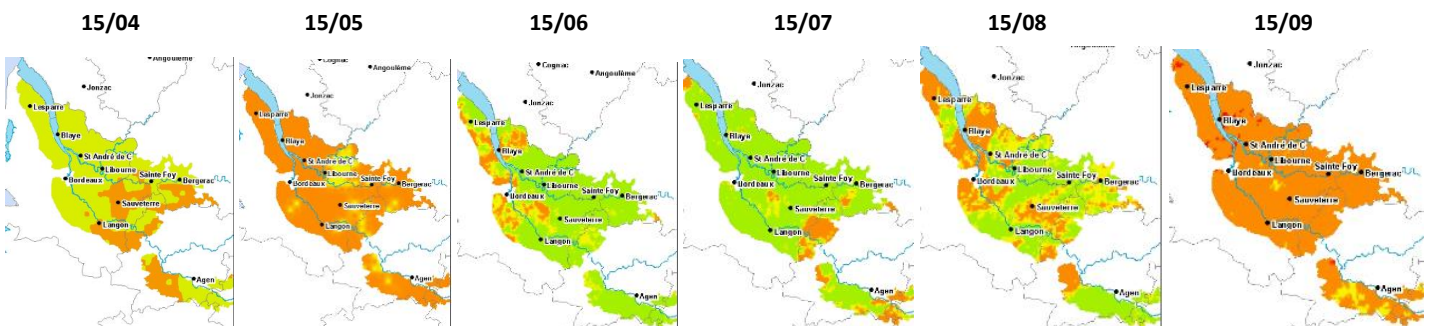 15/04 15/05 15/06 15/07 15/08 15/09
Angoulême
Jonzac
Lesparre
Blaye
St André de C
Libourne
Sainte Foy
Bordeaux
Bergerac
Sauveterre
Langon
Agen
Cognac
Angoulême
Jonzac
Lesparre
Blaye
St André de C
Libourne
Sainte Foy
Bordeaux
Bergerac
Sauveterre
Langon
Agen
Cognac
Angoulême
Jonzac
Lesparre
Blaye
St André de C
Libourne
Sainte Foy
Bordeaux
Bergerac
Sauveterre
Langon
Agen
Jonzac
Lesparre
Blaye
St André de C
Libourne
Sainte Foy
Bordeaux
Bergerac
Sauveterre
Langon
Agen
Jonzac
Lesparre
Blaye
St André de C
Libourne
Sainte Foy
Bordeaux
Bergerac
Sauveterre
Langon
Agen
Jonzac
Lesparre
Blaye
St André de C
Libourne
Sainte Foy
Bordeaux
Bergerac
Sauveterre
Langon
Agen